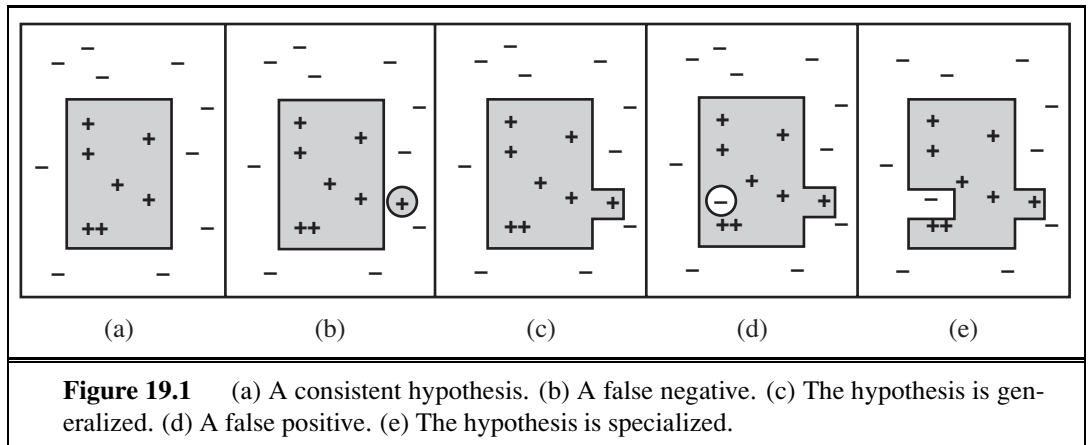 (a) (b) (c) (d) (e)
Figure 19.1 (a) A consistent hypothesis. (b) A false negative. (c) The hypothesis is gen-
eralized. (d) A false positive. (e) The hypothesis is specialized.